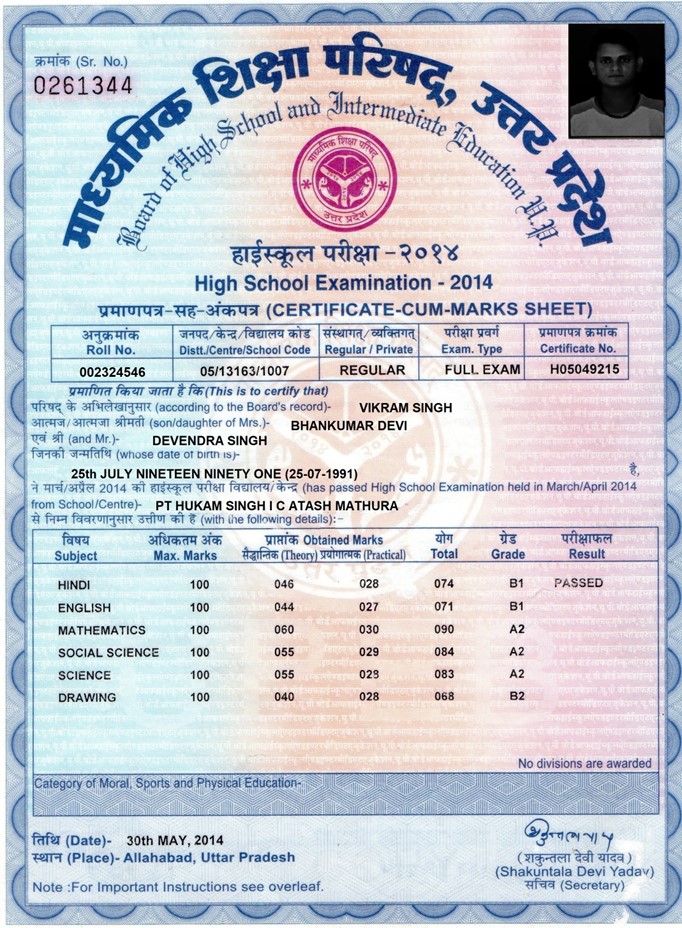 क्रमांक (Sr. No.)
0261344
माध्यमिक शिक्षा परिषद्, उत्तर प्रदेश
Board of High School and Intermediate Education U.P.
माध्यमिक शिक्षा परिषद्
उत्तर प्रदेश
हाईस्कूल परीक्षा - २०१४
High School Examination - 2014
प्रमाणपत्र-सह-अंकपत्र (CERTIFICATE-CUM-MARKS SHEET)
अनुक्रमांक जनपद/केन्द्र/विद्यालय कोड संस्थागत/व्यक्तिगत परीक्षा प्रवर्ग प्रमाणपत्र क्रमांक
Roll No. Distt./Centre/School Code Regular / Private Exam. Type Certificate No.
002324546 05/13163/1007 REGULAR FULL EXAM H05049215
प्रमाणित किया जाता है कि (This is to certify that)
परिषद् के अभिलेखानुसार (according to the Board's record)- VIKRAM SINGH
आत्मज/आत्मजा श्रीमती (son/daughter of Mrs.)- BHANKUMAR DEVI
एवं श्री (and Mr.)- DEVENDRA SINGH
जिनकी जन्मतिथि (whose date of birth is)-
25th JULY NINETEEN NINETY ONE (25-07-1991) है,
ने मार्च/अप्रैल 2014 की हाईस्कूल परीक्षा विद्यालय/केन्द्र (has passed High School Examination held in March/April 2014
from School/Centre)- PT HUKAM SINGH I C ATASH MATHURA
से निम्न विवरणानुसार उत्तीण की है (with the following details):-
विषय अधिकतम अंक प्राप्तांक Obtained Marks योग ग्रेड परीक्षाफल
Subject Max. Marks सैद्धान्तिक (Theory) प्रयोगात्मक (Practical) Total Grade Result
HINDI 100 046 028 074 B1 PASSED
ENGLISH 100 044 027 071 B1
MATHEMATICS 100 060 030 090 A2
SOCIAL SCIENCE 100 055 029 084 A2
SCIENCE 100 055 028 083 A2
DRAWING 100 040 028 068 B2
No divisions are awarded
Category of Moral, Sports and Physical Education-
तिथि (Date)- 30th MAY, 2014
स्थान (Place)- Allahabad, Uttar Pradesh
(शकुन्तला देवी यादव)
(Shakuntala Devi Yadav)
सचिव (Secretary)
Note :For Important Instructions see overleaf.